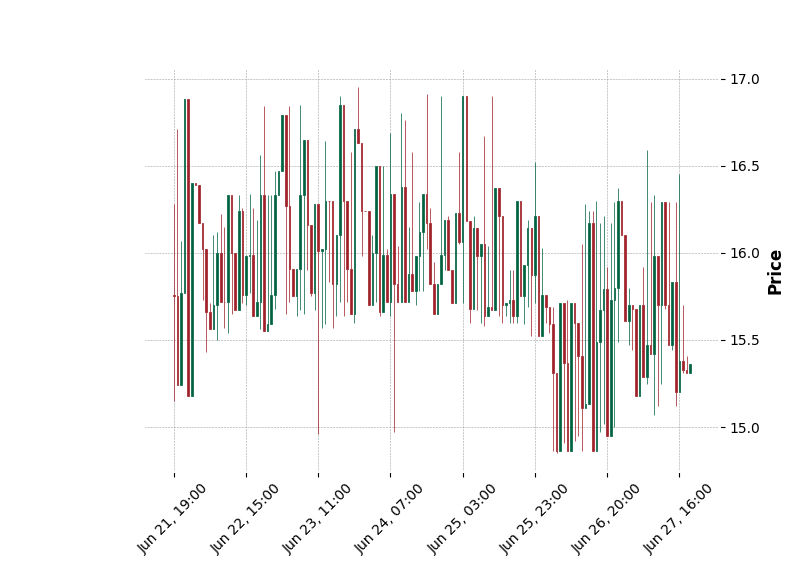 17.0
16.5
16.0
15.5
15.0
Price
Jun 21, 19:00
Jun 22, 15:00
Jun 23, 11:00
Jun 24, 07:00
Jun 25, 03:00
Jun 25, 23:00
Jun 26, 20:00
Jun 27, 16:00